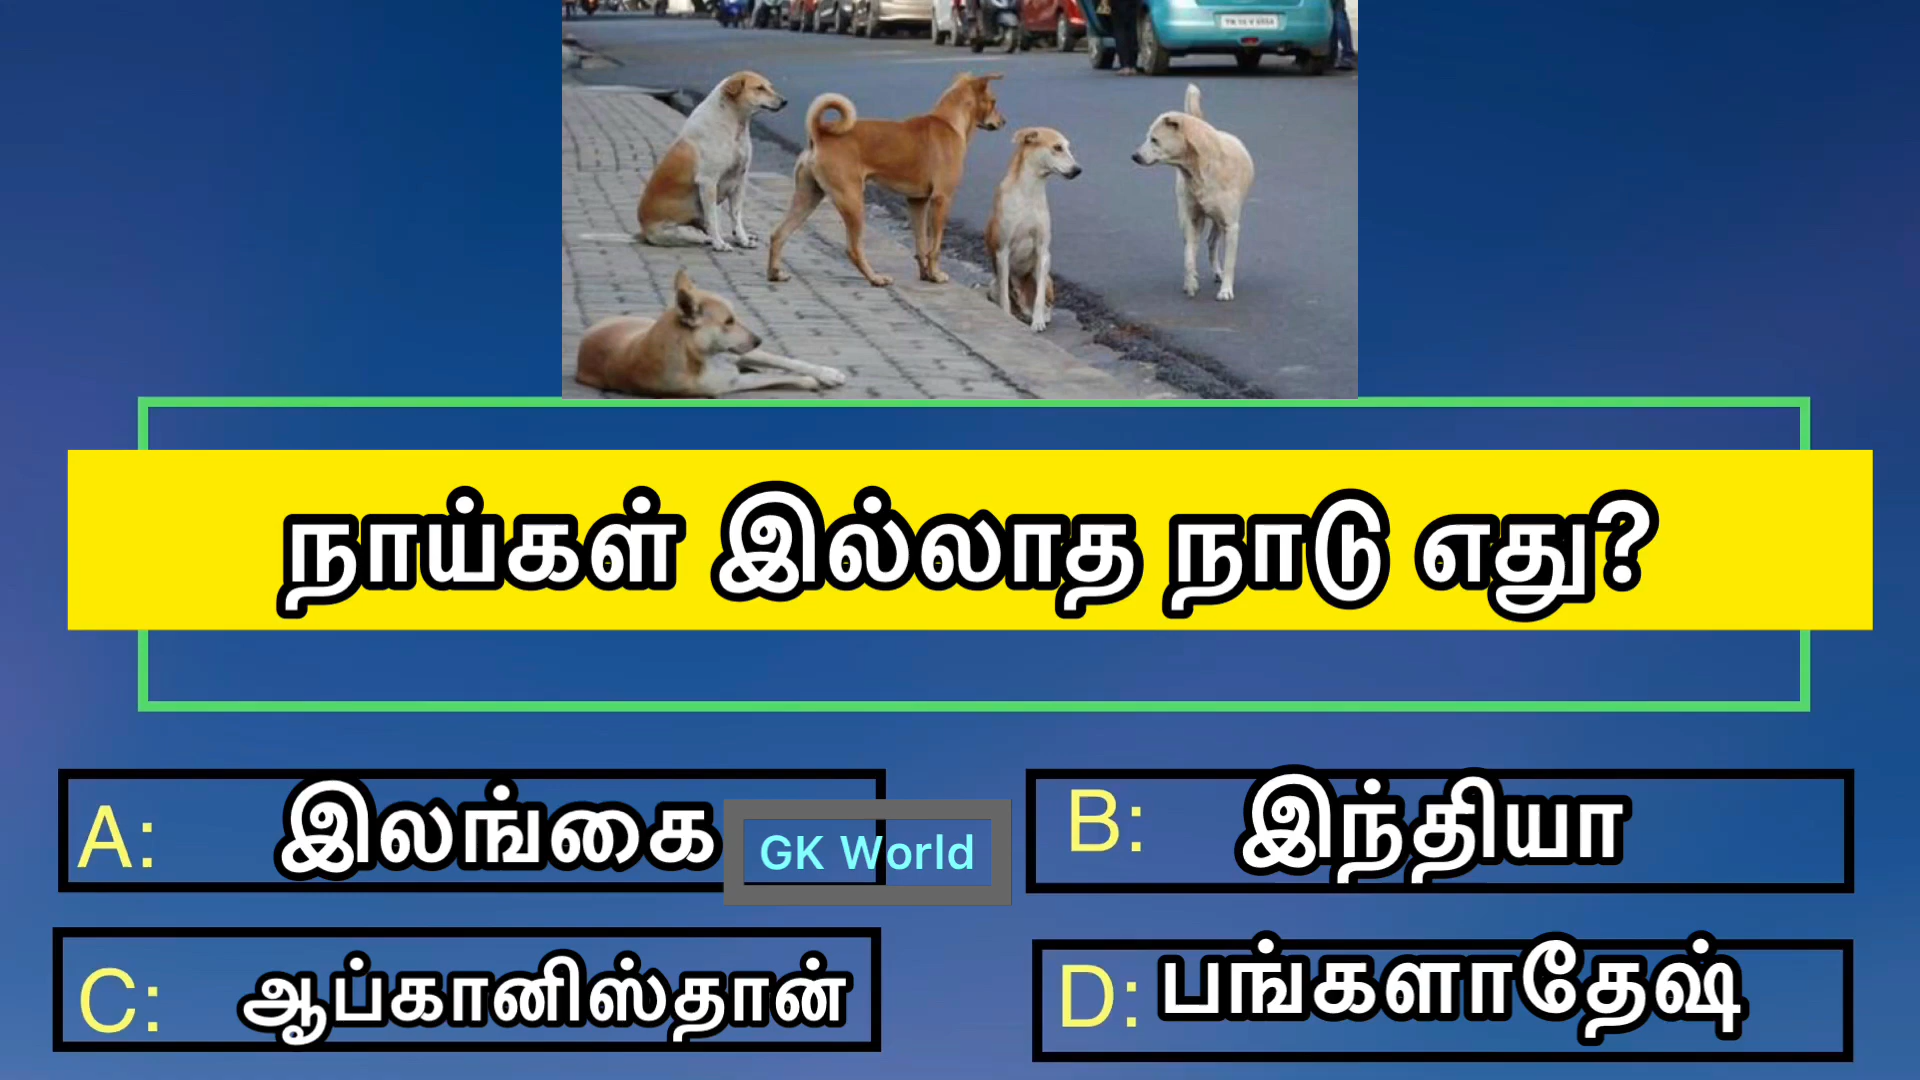 நாய்கள் இல்லாத நாடு எது?
A: இலங்கை
GK World
B: இந்தியா
C: ஆப்கானிஸ்தான்
D: பங்களாதேஷ்